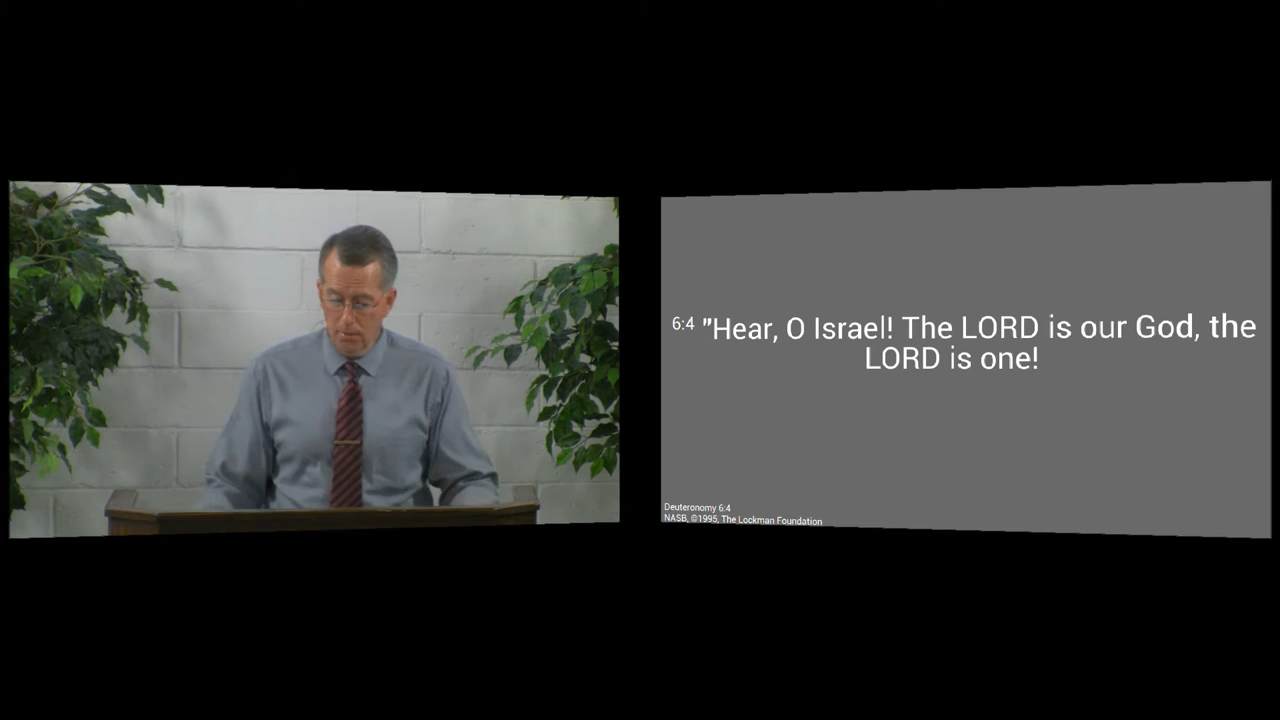 6:4 "Hear, O Israel! The LORD is our God, the
LORD is one!
Deuteronomy 6:4
NASB, ©1995, The Lockman Foundation